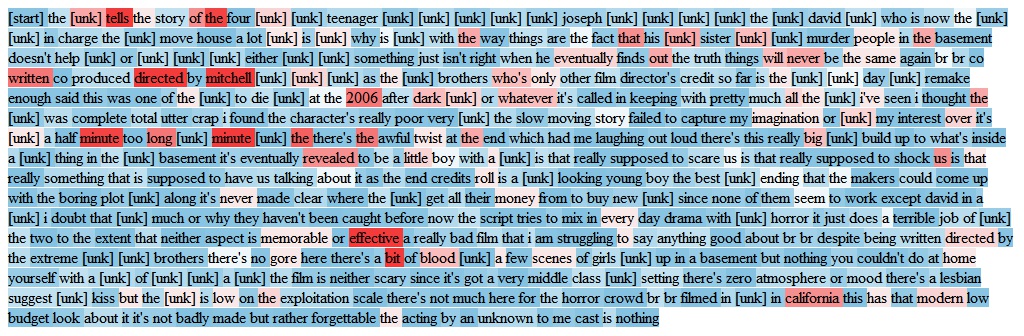 [start] the [unk] tells the story of the four [unk] [unk] teenager [unk] [unk] [unk] [unk] [unk] joseph [unk] [unk] [unk] [unk] the [unk] david [unk] who is now the [unk]
[unk] in charge the [unk] move house a lot [unk] is [unk] why is [unk] with the way things are the fact that his [unk] sister [unk] [unk] murder people in the basement
doesn't help [unk] or [unk] [unk] [unk] either [unk] [unk] something just isn't right when he eventually finds out the truth things will never be the same again br br co
written co produced directed by mitchell [unk] [unk] [unk] as the [unk] brothers who's only other film director's credit so far is the [unk] [unk] day [unk] remake
enough said this was one of the [unk] to die [unk] at the 2006 after dark [unk] or whatever it's called in keeping with pretty much all the [unk] i've seen i thought the
[unk] was complete total utter crap i found the character's really poor very [unk] the slow moving story failed to capture my imagination or [unk] my interest over it's
[unk] a half minute too long [unk] minute [unk] the there's the awful twist at the end which had me laughing out loud there's this really big [unk] build up to what's inside
a [unk] thing in the [unk] basement it's eventually revealed to be a little boy with a [unk] is that really supposed to scare us is that really supposed to shock us is that
really something that is supposed to have us talking about it as the end credits roll is a [unk] looking young boy the best [unk] ending that the makers could come up
with the boring plot [unk] along it's never made clear where the [unk] get all their money from to buy new [unk] since none of them seem to work except david in a
[unk] i doubt that [unk] much or why they haven't been caught before now the script tries to mix in every day drama with [unk] horror it just does a terrible job of [unk]
the two to the extent that neither aspect is memorable or effective a really bad film that i am struggling to say anything good about br br despite being written directed by
the extreme [unk] [unk] brothers there's no gore here there's a bit of blood [unk] a few scenes of girls [unk] up in a basement but nothing you couldn't do at home
yourself with a [unk] of [unk] [unk] a [unk] the film is neither scary since it's got a very middle class [unk] setting there's zero atmosphere or mood there's a lesbian
suggest [unk] kiss but the [unk] is low on the exploitation scale there's not much here for the horror crowd br br filmed in [unk] in california this has that modern low
budget look about it it's not badly made but rather forgettable the acting by an unknown to me cast is nothing